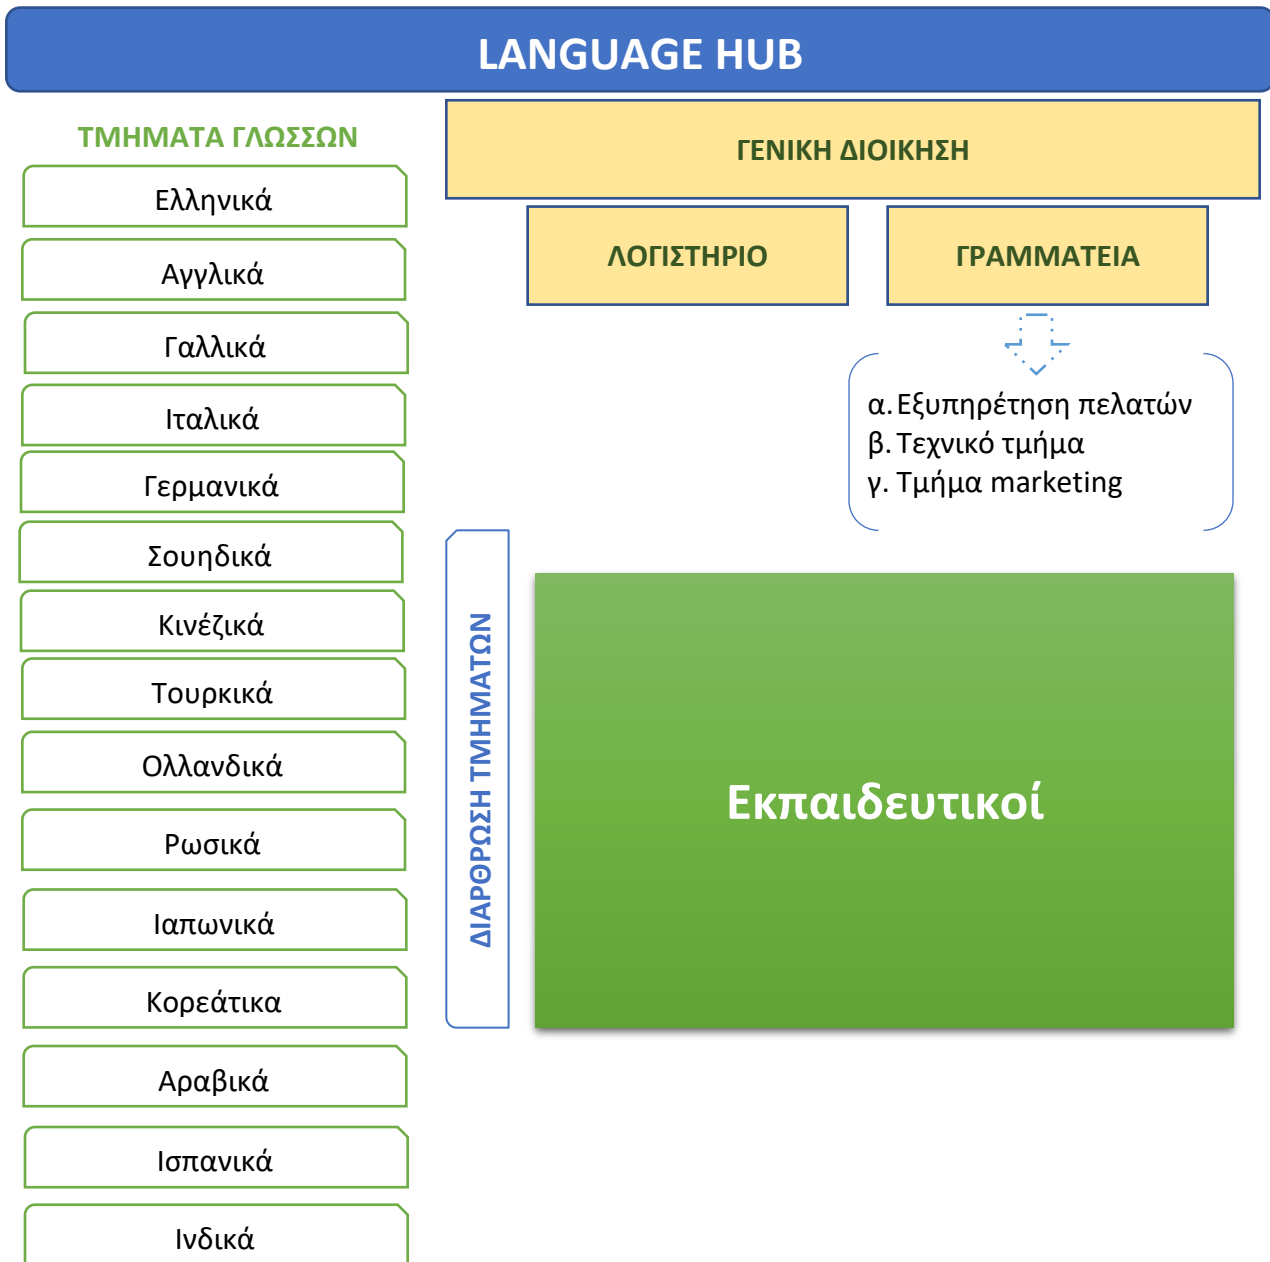 LANGUAGE HUB
ΤΜΗΜΑΤΑ ΓΛΩΣΣΩΝ
Ελληνικά
Αγγλικά
Γαλλικά
Ιταλικά
Γερμανικά
Σουηδικά
Κινέζικά
Τουρκικά
Ολλανδικά
Ρωσικά
Ιαπωνικά
Κορεάτικα
Αραβικά
Ισπανικά
Ινδικά
ΓΕΝΙΚΗ ΔΙΟΙΚΗΣΗ
ΛΟΓΙΣΤΗΡΙΟ
ΓΡΑΜΜΑΤΕΙΑ
α. Εξυπηρέτηση πελατών
β. Τεχνικό τμήμα
γ. Τμήμα marketing
ΔΙΑΡΘΡΩΣΗ ΤΜΗΜΑΤΩΝ
Εκπαιδευτικοί